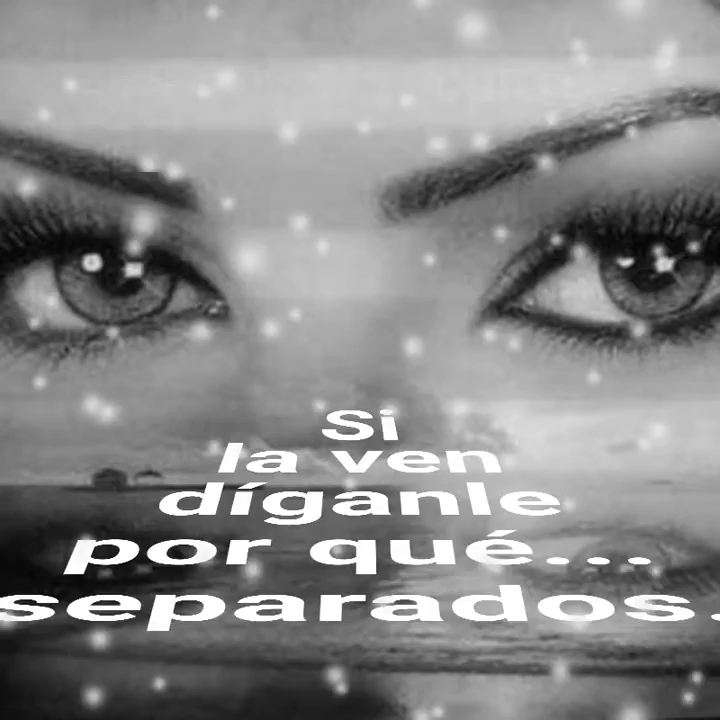 Si
la ven
díganle
por qué...
separados.